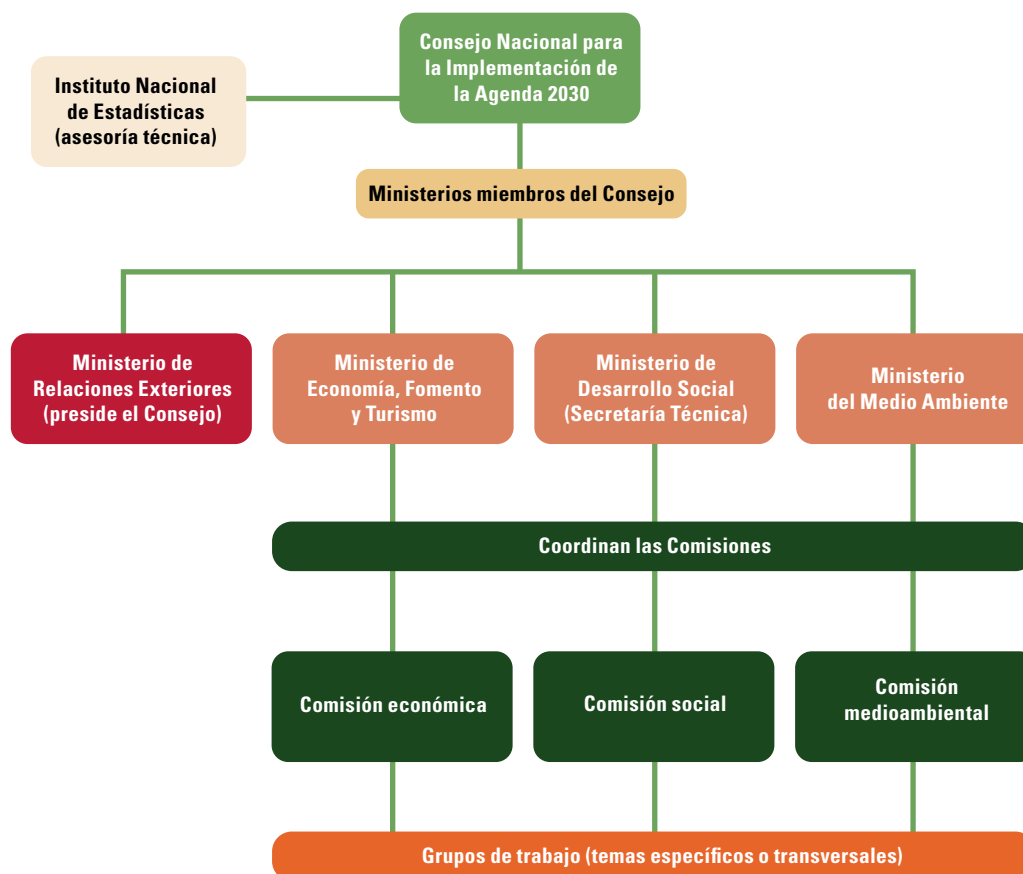 Consejo Nacional para
la Implementación de
la Agenda 2030
Instituto Nacional
de Estadísticas
(asesoría técnica)
Ministerios miembros del Consejo
Ministerio de
Relaciones Exteriores
(preside el Consejo)
Ministerio de
Economía, Fomento
y Turismo
Ministerio de
Desarrollo Social
(Secretaría Técnica)
Ministerio
del Medio Ambiente
Coordinan las Comisiones
Comisión económica
Comisión social
Comisión
medioambiental
Grupos de trabajo (temas específicos o transversales)